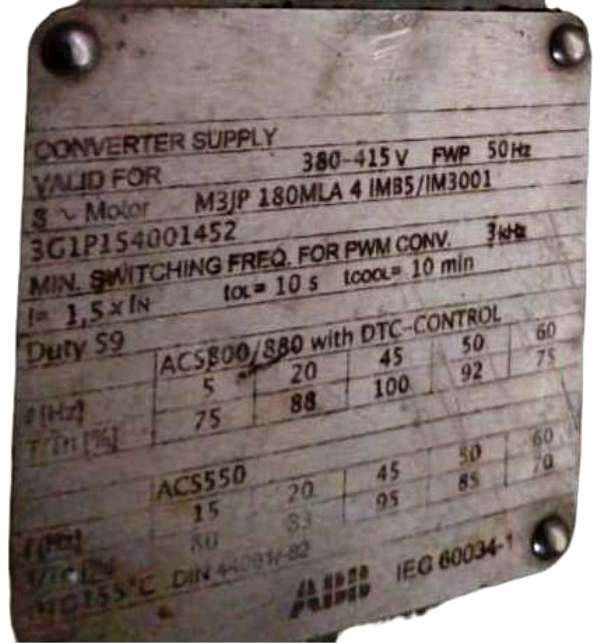 CONVERTER SUPPLY
VALID FOR 380-415 V FWP 50 Hz
3 ~ Motor M3JP 180MLA 4 IMB5/IM3001
3G1P154001452
MIN. SWITCHING FREQ. FOR PWM CONV. 3 kHz
I= 1,5 x IN tOL= 10 s tCOOL= 10 min
Duty S9
ACS800/880 with DTC-CONTROL
f [Hz] 5 20 45 50 60
T/Tn [%] 75 88 100 92 75
ACS550
f [Hz] 15 20 45 50 60
80 83 95 85 70
155°C DIN 44081/-82
ABB IEC 60034-1